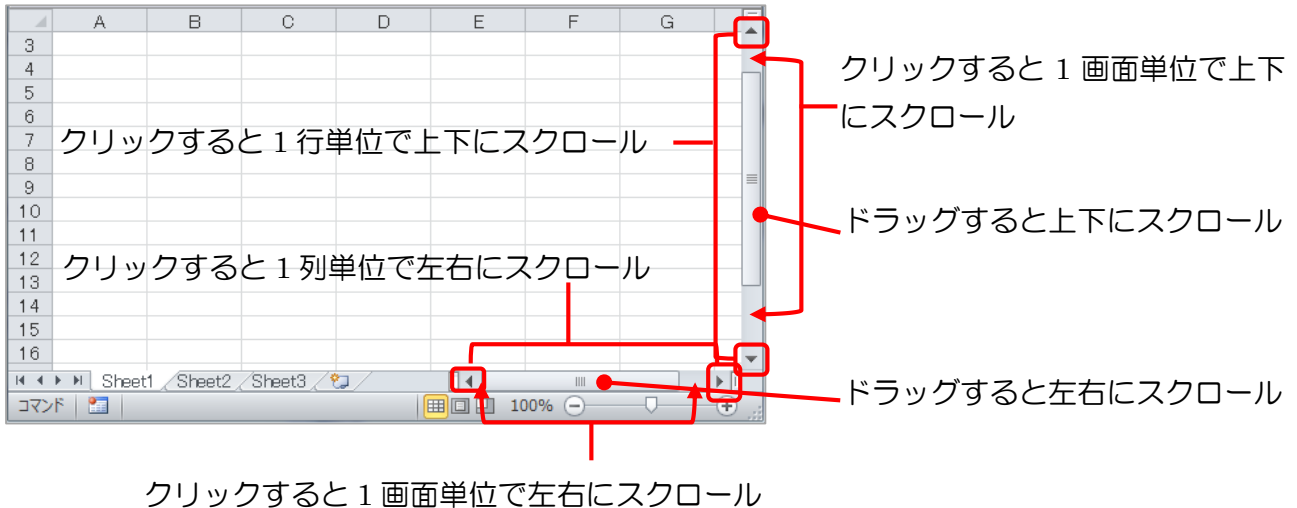 A B C D E F G
3
4
5
6
7
8
9
10
11
12
13
14
15
16
クリックすると 1 画面単位で上下
にスクロール
クリックすると 1 行単位で上下にスクロール
ドラッグすると上下にスクロール
クリックすると 1 列単位で左右にスクロール
Sheet1 Sheet2 Sheet3
ドラッグすると左右にスクロール
コマンド 100%
クリックすると 1 画面単位で左右にスクロール